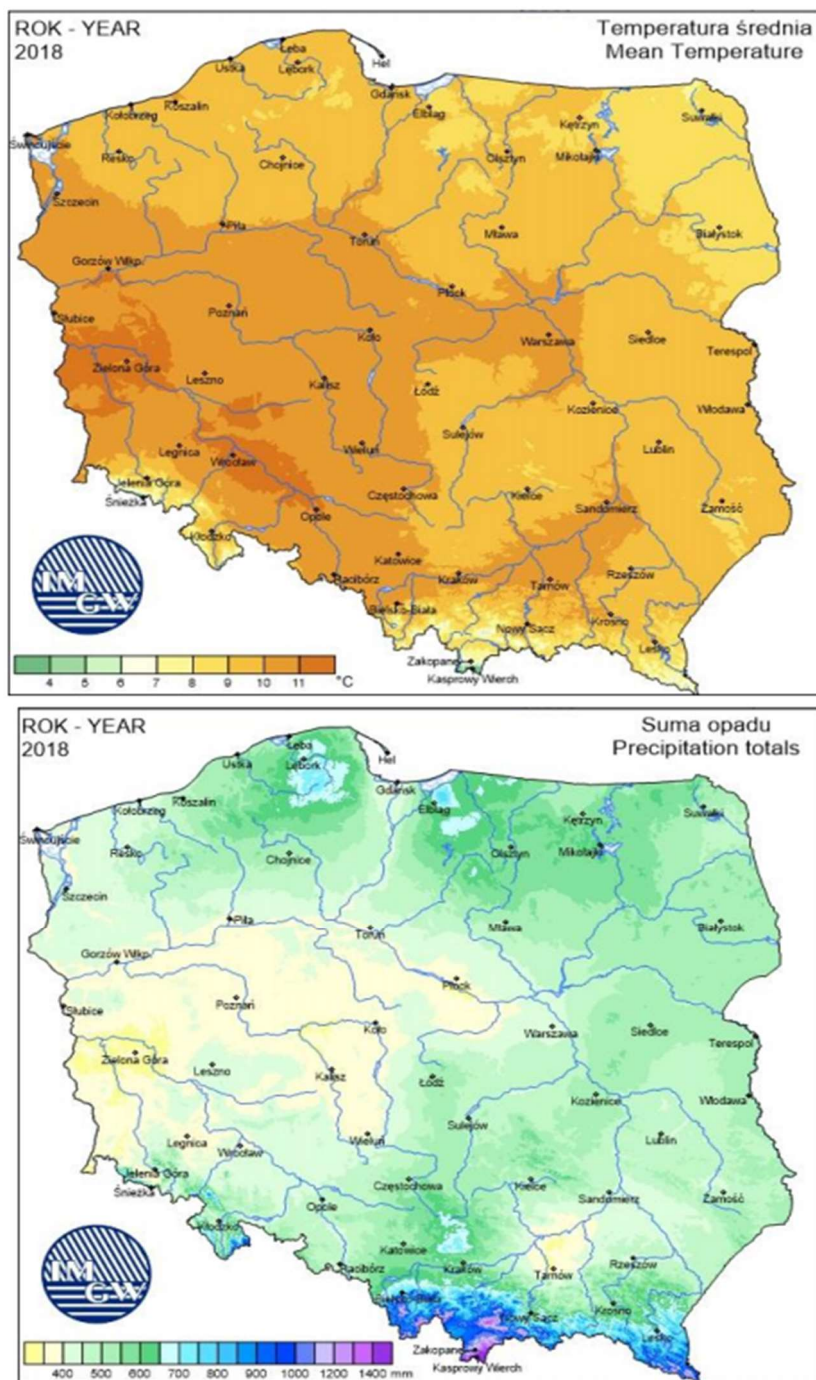 ROK - YEAR
2018
Temperatura średnia
Mean Temperature
Łeba
Ustka
Lębork
Hel
Gdańsk
Koszalin
Kołobrzeg
Elbląg
Kętrzyn
Suwałki
Świnoujście
Resko
Chojnice
Olsztyn
Mikołajki
Szczecin
Piła
Toruń
Mława
Białystok
Gorzów Wlkp.
Płock
Słubice
Poznań
Koło
Warszawa
Siedlce
Terespol
Zielona Góra
Leszno
Kalisz
Łódź
Kozienice
Włodawa
Sulejów
Legnica
Wrocław
Wieluń
Lublin
Jelenia Góra
Śnieżka
Częstochowa
Kielce
Sandomierz
Zamość
Opole
Kłodzko
Katowice
Racibórz
Kraków
Tarnów
Rzeszów
Bielsko-Biała
Nowy Sącz
Krosno
Lesko
Zakopane
Kasprowy Wierch
IM
GW
4 5 6 7 8 9 10 11 °C
ROK - YEAR
2018
Suma opadu
Precipitation totals
Łeba
Ustka
Lębork
Hel
Gdańsk
Koszalin
Kołobrzeg
Elbląg
Kętrzyn
Suwałki
Świnoujście
Resko
Chojnice
Olsztyn
Mikołajki
Szczecin
Piła
Toruń
Mława
Białystok
Gorzów Wlkp.
Płock
Słubice
Poznań
Koło
Warszawa
Siedlce
Terespol
Zielona Góra
Leszno
Kalisz
Łódź
Kozienice
Włodawa
Sulejów
Legnica
Wrocław
Wieluń
Lublin
Jelenia Góra
Śnieżka
Częstochowa
Kielce
Sandomierz
Zamość
Opole
Kłodzko
Katowice
Racibórz
Kraków
Tarnów
Rzeszów
Bielsko-Biała
Nowy Sącz
Krosno
Lesko
Zakopane
Kasprowy Wierch
IM
GW
400 500 600 700 800 900 1000 1200 1400 mm